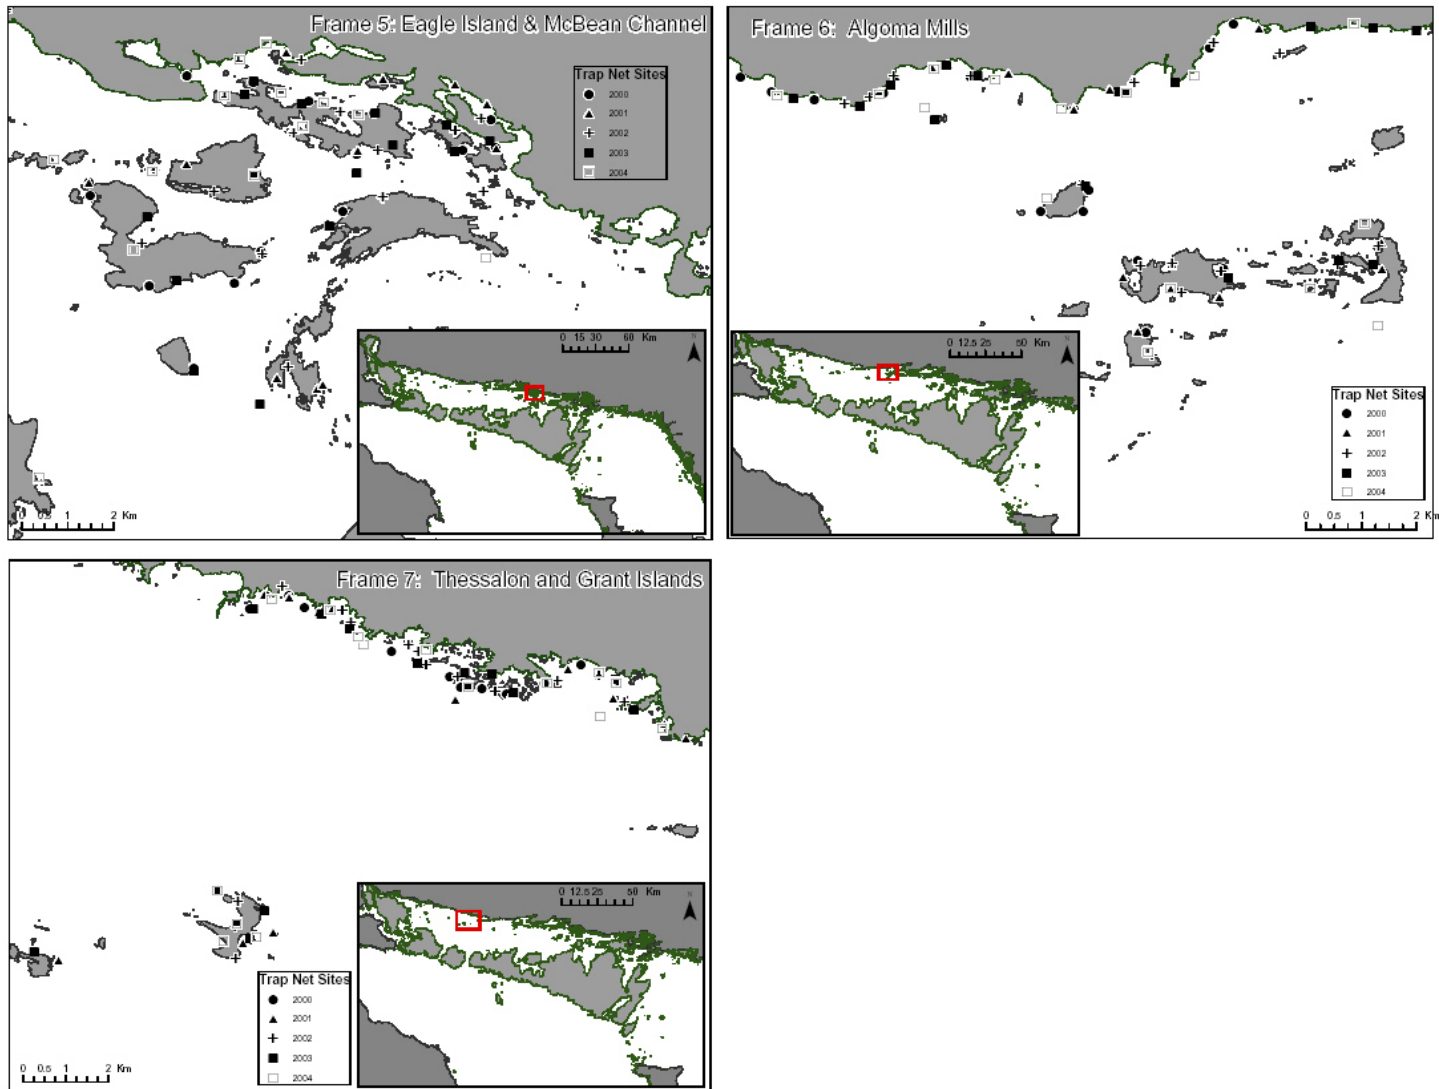 Frame 5: Eagle Island & McBean Channel
Trap Net Sites
2000
2001
2002
2003
2004
0 15 30 60 Km
N
0 0.5 1 2 Km
Frame 6: Algoma Mills
0 12.5 25 50 Km
N
Trap Net Sites
2000
2001
2002
2003
2004
0 0.5 1 2 Km
Frame 7: Thessalon and Grant Islands
0 12.5 25 50 Km
N
Trap Net Sites
2000
2001
2002
2003
2004
0 0.5 1 2 Km